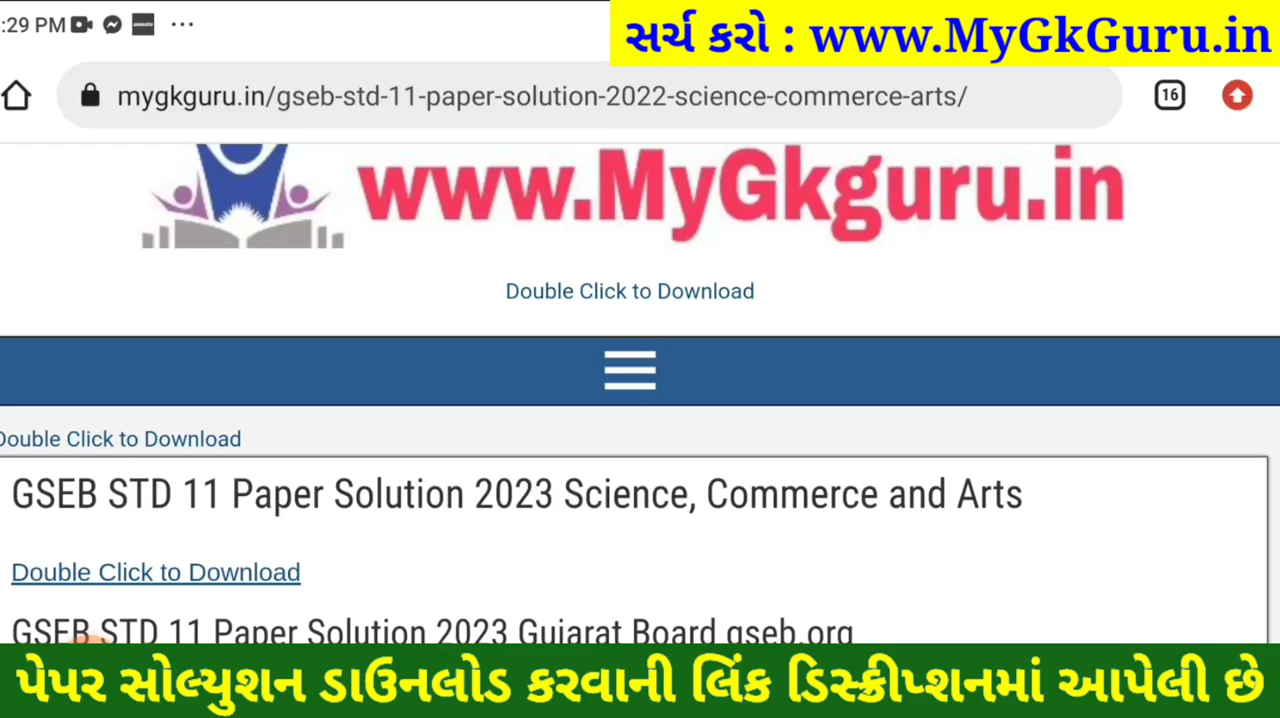 :29 PM
સર્ચ કરો : www.MyGkGuru.in
mygkguru.in/gseb-std-11-paper-solution-2022-science-commerce-arts/
16
www.MyGkguru.in
Double Click to Download
Double Click to Download
GSEB STD 11 Paper Solution 2023 Science, Commerce and Arts
Double Click to Download
GSEB STD 11 Paper Solution 2023 Gujarat Board gseb.org
પેપર સોલ્યુશન ડાઉનલોડ કરવાની લિંક ડિસ્ક્રીપ્શનમાં આપેલી છે